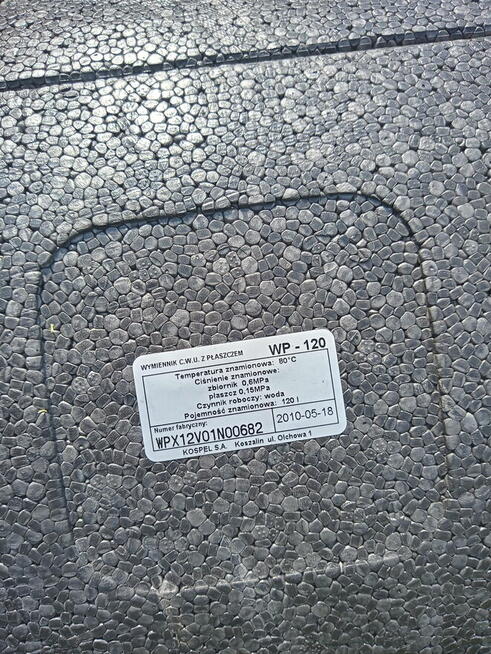 WYMIENNIK C.W.U. Z PŁASZCZEM WP - 120
Temperatura znamionowa: 80°C
Ciśnienie znamionowe:
zbiornik 0,6MPa
płaszcz 0,15MPa
Czynnik roboczy: woda
Pojemność znamionowa: 120 l
Numer fabryczny:
WPX12V01N00682 2010-05-18
KOSPEL S.A. Koszalin ul. Olchowa 1